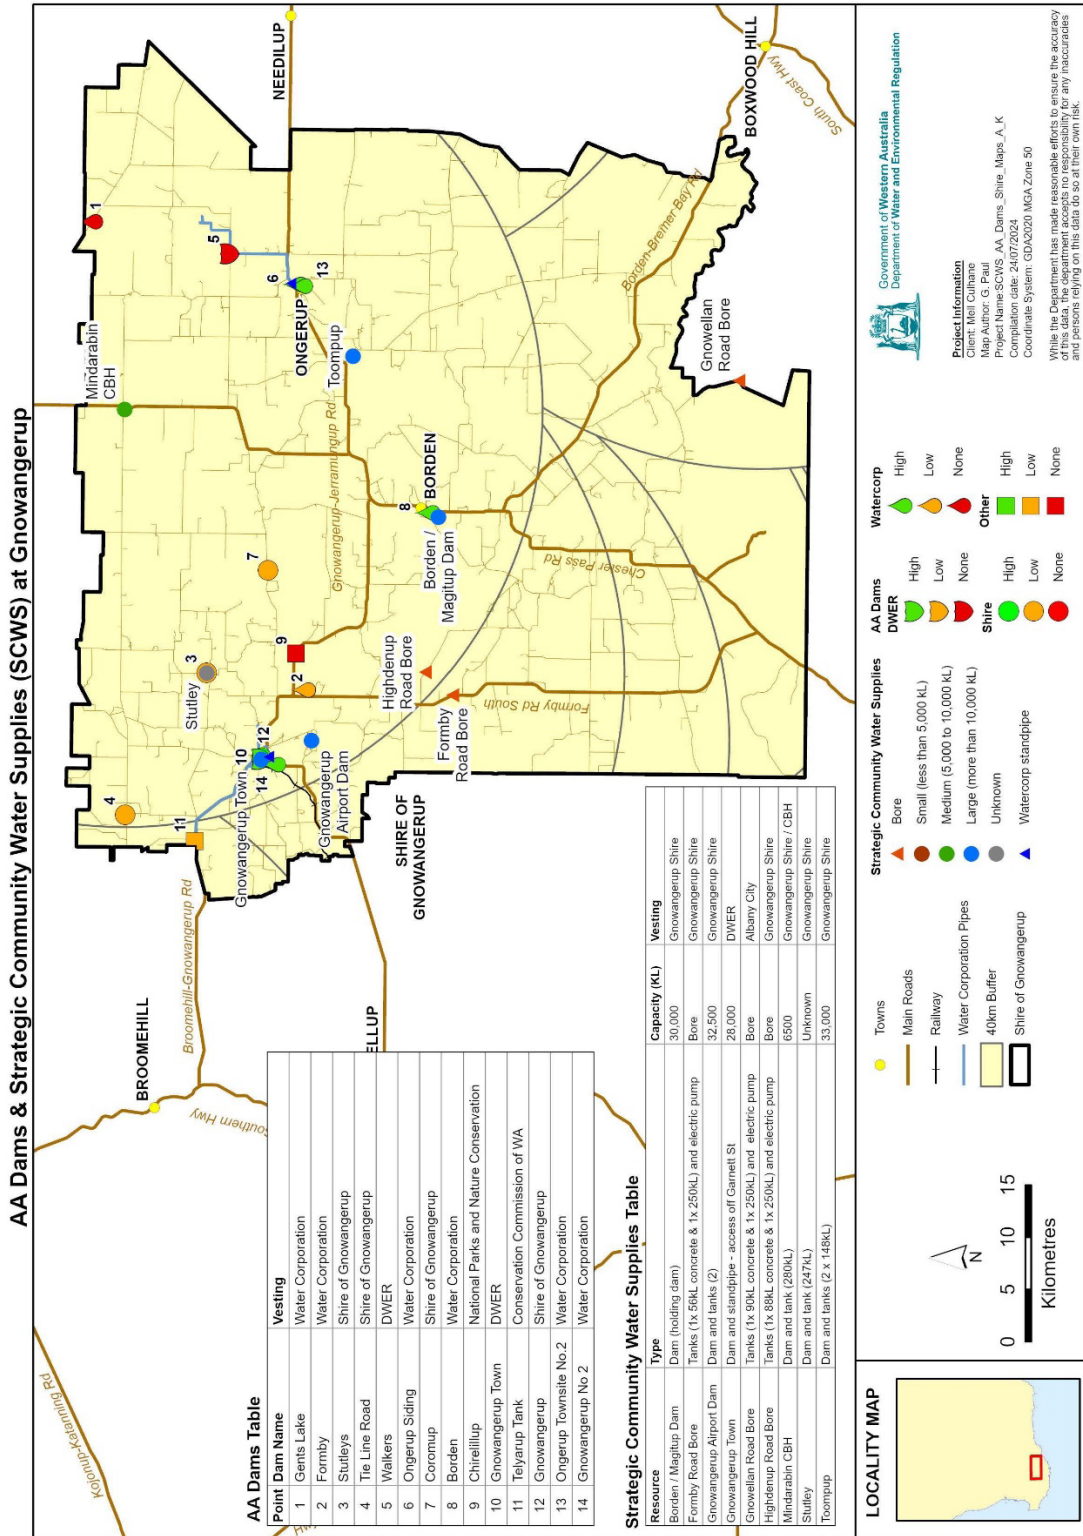 AA Dams & Strategic Community Water Supplies (SCWS) at Gnowangerup
NEEDILUP
BOXWOOD HILL
South Coast Hwy
1
5
6
13
ONGERUP
Toompup
Mindarabin
CBH
Gnowangerup-Jerramungup Rd
Borden-Bremer Bay Rd
Gnowellan
Road Bore
8
BORDEN
Borden /
Magitup Dam
7
Chester Pass Rd
9
3
Stutley
2
Highdenup
Road Bore
Formby
Road Bore
Formby Rd South
4
10
12
14
11
Gnowangerup Town
Gnowangerup
Airport Dam
SHIRE OF
GNOWANGERUP
Broomehill-Gnowangerup Rd
BROOMEHILL
ELLUP
Southern Hwy
Kojonup-Katanning Rd
AA Dams Table
Point Dam Name Vesting
1 Gents Lake Water Corporation
2 Formby Water Corporation
3 Stutleys Shire of Gnowangerup
4 Tie Line Road Shire of Gnowangerup
5 Walkers DWER
6 Ongerup Siding Water Corporation
7 Coromup Shire of Gnowangerup
8 Borden Water Corporation
9 Chirelillup National Parks and Nature Conservation
10 Gnowangerup Town DWER
11 Telyarup Tank Conservation Commission of WA
12 Gnowangerup Shire of Gnowangerup
13 Ongerup Townsite No.2 Water Corporation
14 Gnowangerup No 2 Water Corporation
Strategic Community Water Supplies Table
Resource Type Capacity (KL) Vesting
Borden / Magitup Dam Dam (holding dam) 30,000 Gnowangerup Shire
Formby Road Bore Tanks (1x 56kL concrete & 1x 250kL) and electric pump Bore Gnowangerup Shire
Gnowangerup Airport Dam Dam and tanks (2) 32,500 Gnowangerup Shire
Gnowangerup Town Dam and standpipe - access off Garnett St 28,000 DWER
Gnowellan Road Bore Tanks (1x 90kL concrete & 1x 250kL) and electric pump Bore Albany City
Highdenup Road Bore Tanks (1x 88kL concrete & 1x 250kL) and electric pump Bore Gnowangerup Shire
Mindarabin CBH Dam and tank (280kL) 6500 Gnowangerup Shire / CBH
Stutley Dam and tank (247kL) Unknown Gnowangerup Shire
Toompup Dam and tanks (2 x 148kL) 33,000 Gnowangerup Shire
LOCALITY MAP
N
0 5 10 15
Kilometres
Towns
Main Roads
Railway
Water Corporation Pipes
40km Buffer
Shire of Gnowangerup
Strategic Community Water Supplies
Bore
Small (less than 5,000 kL)
Medium (5,000 to 10,000 kL)
Large (more than 10,000 kL)
Unknown
Watercorp standpipe
AA Dams
DWER
High
Low
None
Shire
High
Low
None
Watercorp
High
Low
None
Other
High
Low
None
Government of Western Australia
Department of Water and Environmental Regulation
Project Information
Client: Mell Culhane
Map Author: G. Paul
Project Name:SCWS_AA_Dams_Shire_Maps_A_K
Compilation date: 24/07/2024
Coordinate System: GDA2020 MGA Zone 50
While the Department has made reasonable efforts to ensure the accuracy
of this data, the department accepts no responsibility for any inaccuracies
and persons relying on this data do so at their own risk.